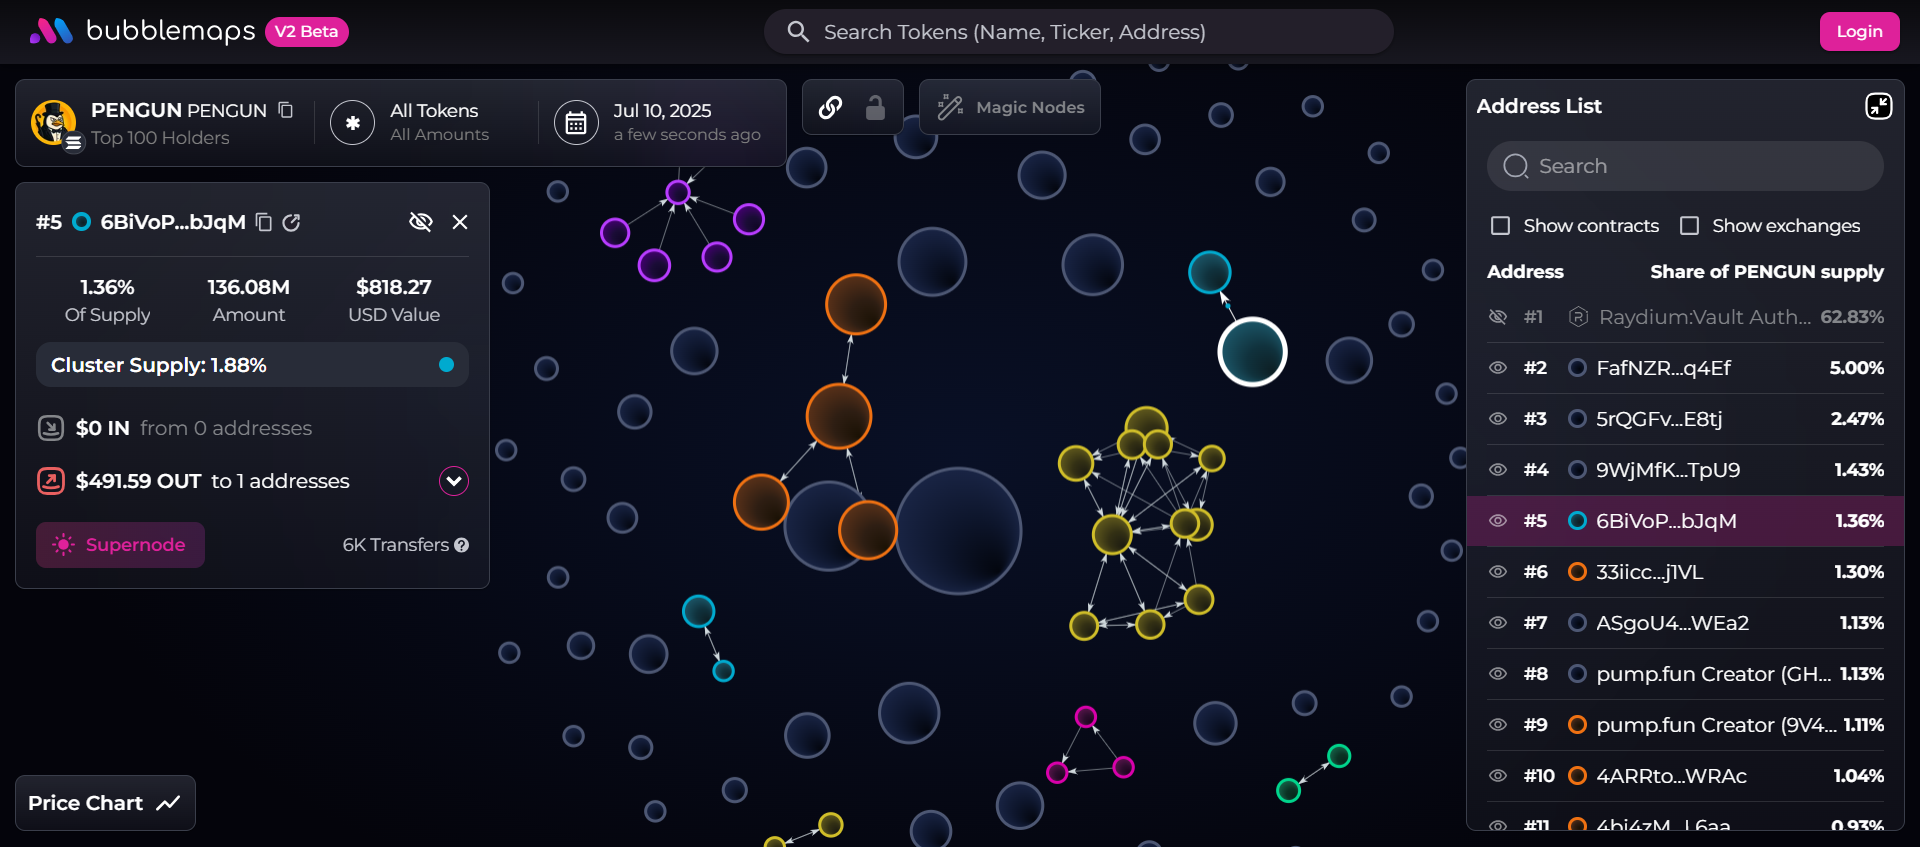 bubblemaps V2 Beta
Search Tokens (Name, Ticker, Address)
Login
PENGUN PENGUN
Top 100 Holders
All Tokens
All Amounts
Jul 10, 2025
a few seconds ago
Magic Nodes
#5 6BiVoP...bJqM
1.36% 136.08M $818.27
Of Supply Amount USD Value
Cluster Supply: 1.88%
$0 IN from 0 addresses
$491.59 OUT to 1 addresses
Supernode 6K Transfers
Price Chart
Address List
Search
Show contracts Show exchanges
Address Share of PENGUN supply
#1 Raydium:Vault Auth... 62.83%
#2 FafNZR...q4Ef 5.00%
#3 5rQGFv...E8tj 2.47%
#4 9WjMfK...TpU9 1.43%
#5 6BiVoP...bJqM 1.36%
#6 33iicc...j1VL 1.30%
#7 ASgoU4...WEa2 1.13%
#8 pump.fun Creator (GH... 1.13%
#9 pump.fun Creator (9V4... 1.11%
#10 4ARRto...WRAc 1.04%
#11 0.93%